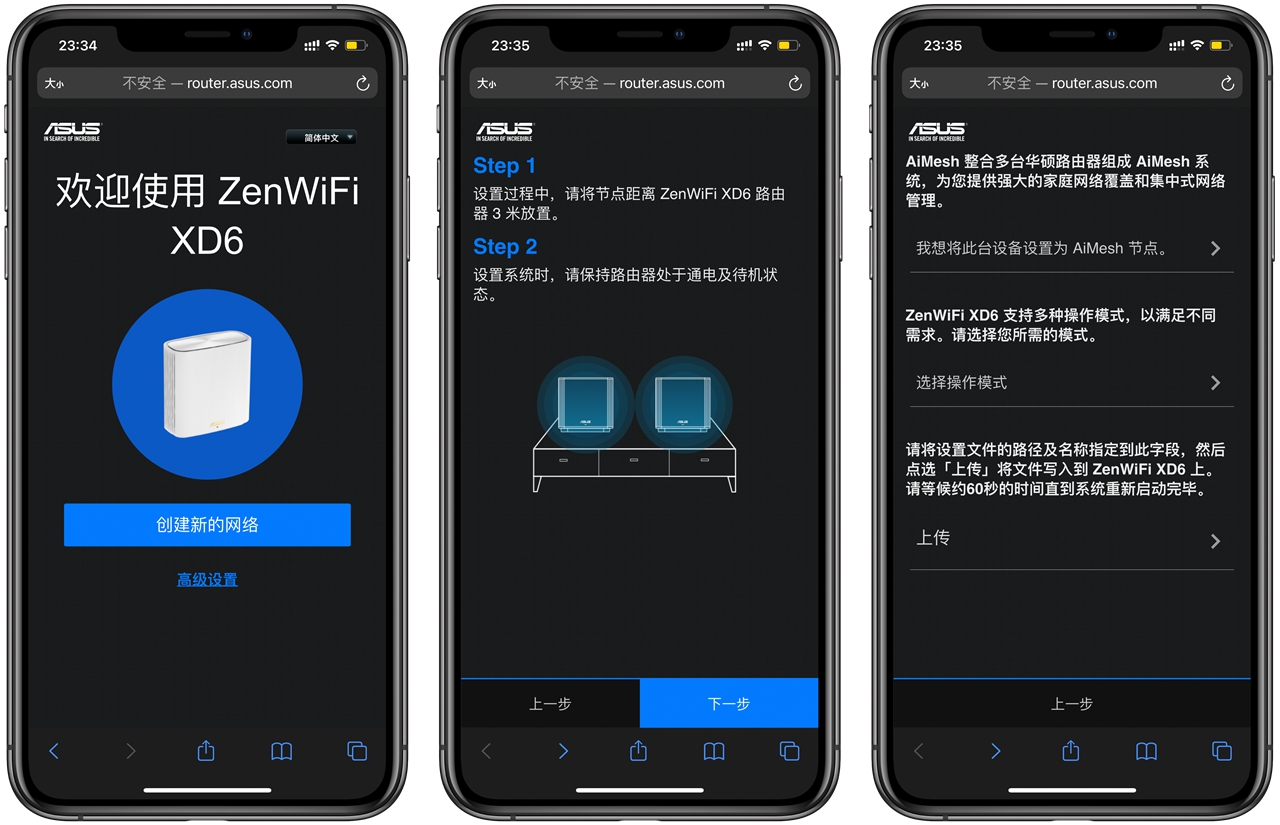 23:34
大小
不安全 — router.asus.com
ASUS
IN SEARCH OF INCREDIBLE
简体中文
欢迎使用 ZenWiFi
XD6
创建新的网络
高级设置
23:35
大小
不安全 — router.asus.com
ASUS
IN SEARCH OF INCREDIBLE
Step 1
设置过程中，请将节点距离 ZenWiFi XD6 路由
器 3 米放置。
Step 2
设置系统时，请保持路由器处于通电及待机状
态。
ASUS
ASUS
上一步
下一步
23:35
大小
不安全 — router.asus.com
ASUS
IN SEARCH OF INCREDIBLE
AiMesh 整合多台华硕路由器组成 AiMesh 系
统，为您提供强大的家庭网络覆盖和集中式网络
管理。
我想将此台设备设置为 AiMesh 节点。
ZenWiFi XD6 支持多种操作模式，以满足不同
需求。请选择您所需的模式。
选择操作模式
请将设置文件的路径及名称指定到此字段，然后
点选「上传」将文件写入到 ZenWiFi XD6 上。
请等候约60秒的时间直到系统重新启动完毕。
上传
上一步